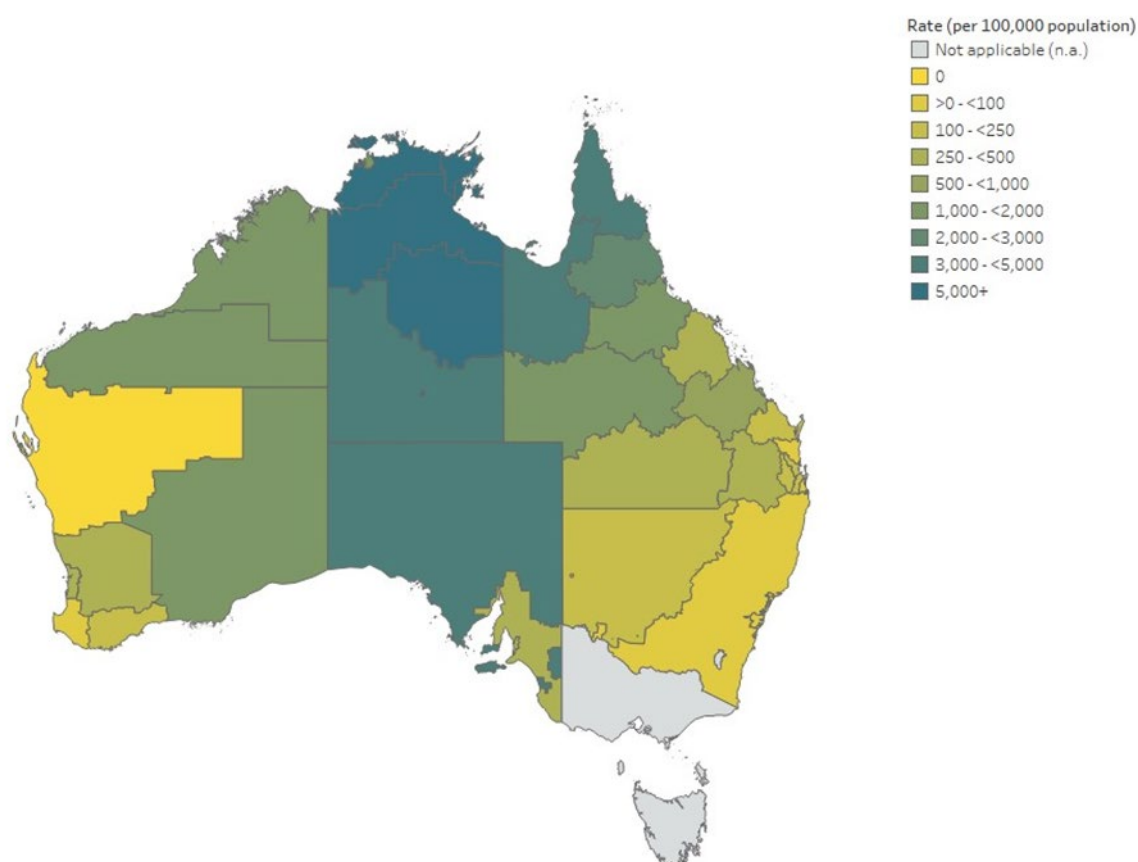 Rate (per 100,000 population)
Not applicable (n.a.)
0
>0 - <100
100 - <250
250 - <500
500 - <1,000
1,000 - <2,000
2,000 - <3,000
3,000 - <5,000
5,000+